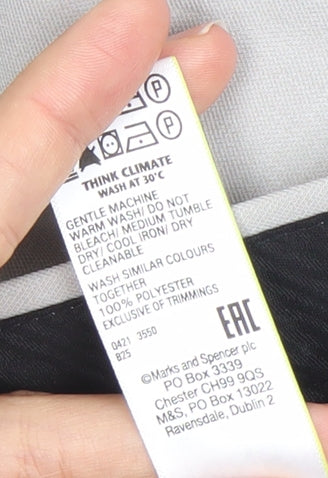 P
P
THINK CLIMATE
WASH AT 30°C
GENTLE MACHINE
WARM WASH/ DO NOT
BLEACH/ MEDIUM TUMBLE
DRY/ COOL IRON/ DRY
CLEANABLE
WASH SIMILAR COLOURS
TOGETHER
100% POLYESTER
EXCLUSIVE OF TRIMMINGS
0421 3550
825
EAC
©Marks and Spencer plc
PO Box 3339
Chester CH99 9QS
M&S, PO Box 13022
Ravensdale, Dublin 2